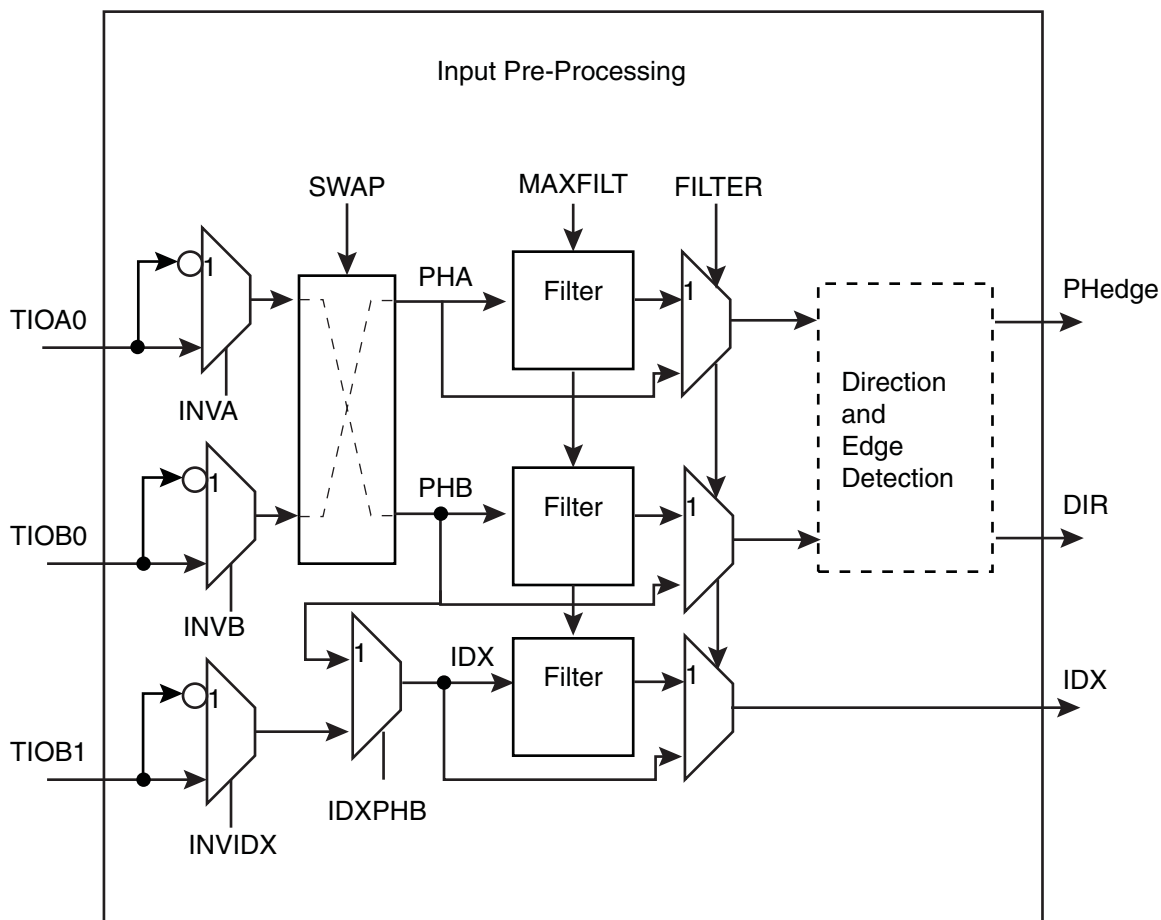 Input Pre-Processing
SWAP
MAXFILT
FILTER
1
PHA
Filter
1
PHedge
TIOA0
INVA
Direction
and
Edge
Detection
1
PHB
Filter
1
DIR
TIOB0
INVB
1
IDX
Filter
1
IDX
1
TIOB1
IDXPHB
INVIDX